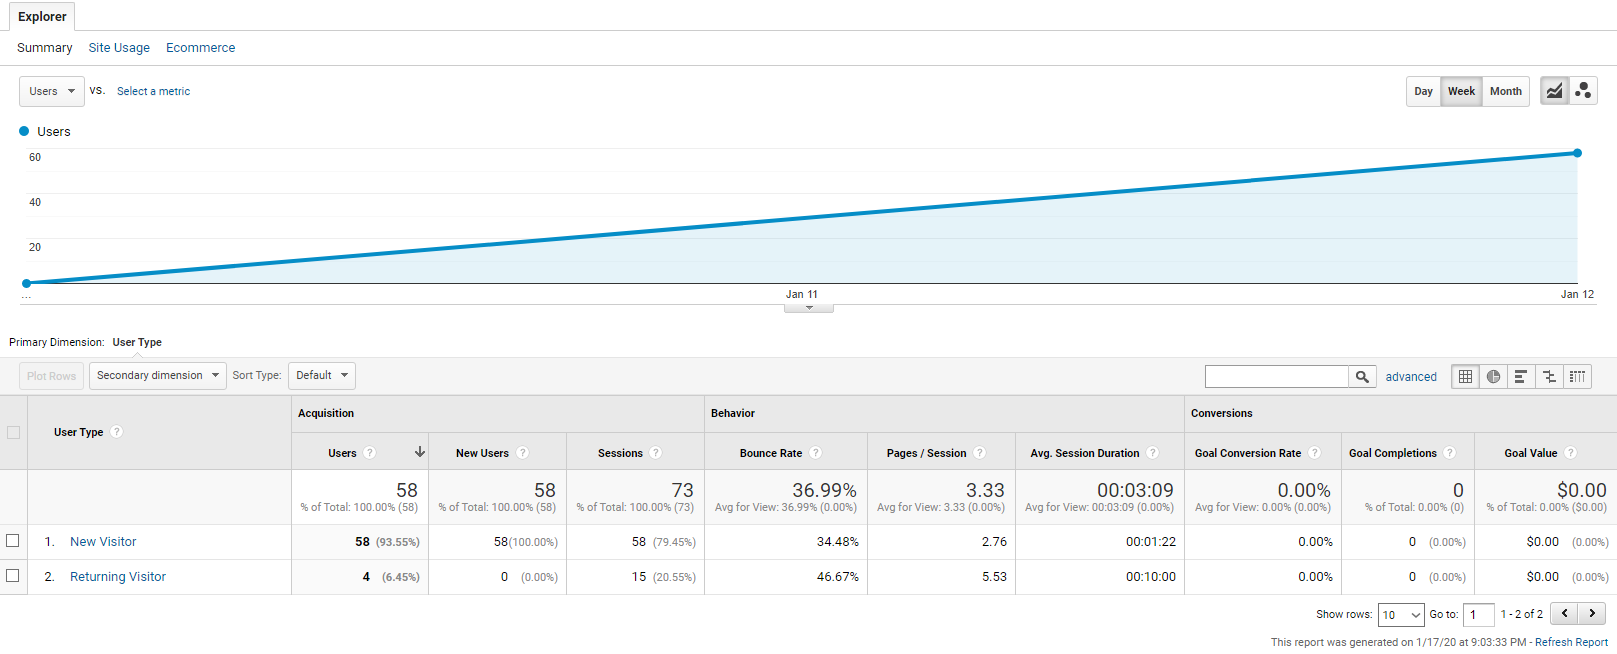 Explorer
Summary Site Usage Ecommerce
Users vs. Select a metric Day Week Month
Users
60
40
20
... Jan 11 Jan 12
Primary Dimension: User Type
Plot Rows Secondary dimension Sort Type: Default advanced
User Type ? Acquisition Behavior Conversions
Users ? New Users ? Sessions ? Bounce Rate ? Pages / Session ? Avg. Session Duration ? Goal Conversion Rate ? Goal Completions ? Goal Value ?
58 58 73 36.99% 3.33 00:03:09 0.00% 0 $0.00
% of Total: 100.00% (58) % of Total: 100.00% (58) % of Total: 100.00% (73) Avg for View: 36.99% (0.00%) Avg for View: 3.33 (0.00%) Avg for View: 00:03:09 (0.00%) Avg for View: 0.00% (0.00%) % of Total: 0.00% (0) % of Total: 0.00% ($0.00)
1. New Visitor 58 (93.55%) 58(100.00%) 58 (79.45%) 34.48% 2.76 00:01:22 0.00% 0 (0.00%) $0.00 (0.00%)
2. Returning Visitor 4 (6.45%) 0 (0.00%) 15 (20.55%) 46.67% 5.53 00:10:00 0.00% 0 (0.00%) $0.00 (0.00%)
Show rows: 10 Go to: 1 1 - 2 of 2
This report was generated on 1/17/20 at 9:03:33 PM - Refresh Report